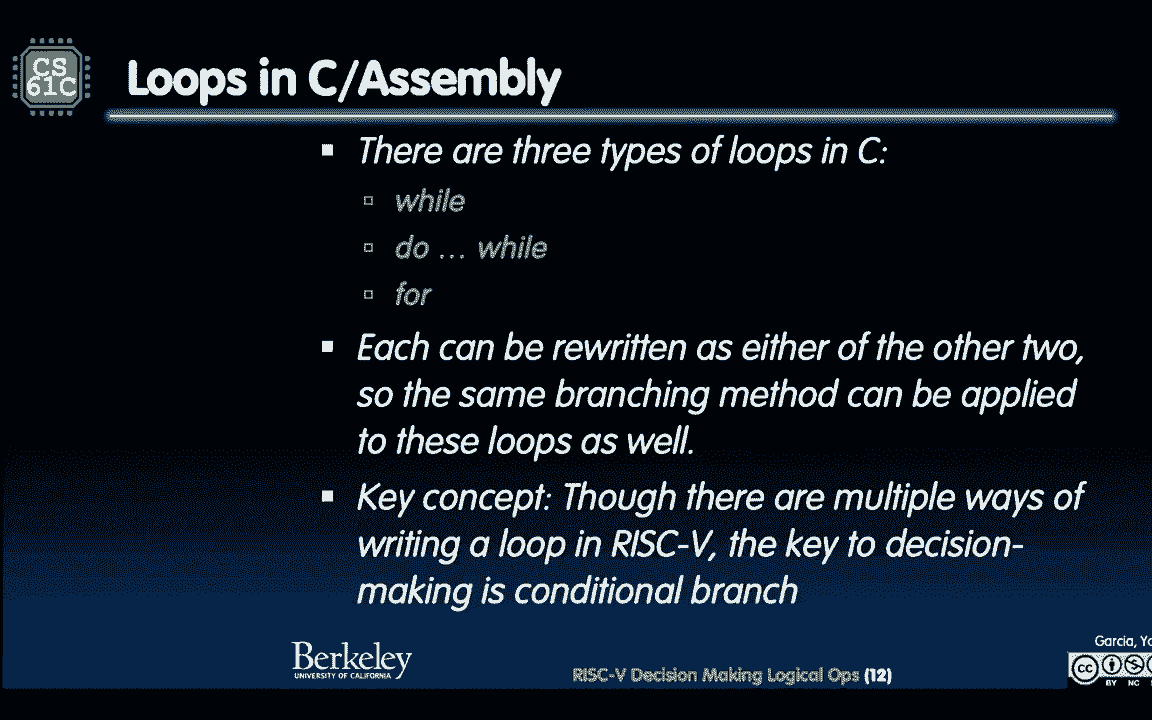 CS
61C
Loops in C/Assembly
▪ There are three types of loops in C:
▫ while
▫ do … while
▫ for
▪ Each can be rewritten as either of the other two,
so the same branching method can be applied
to these loops as well.
▪ Key concept: Though there are multiple ways of
writing a loop in RISC-V, the key to decision-
making is conditional branch
Berkeley
UNIVERSITY OF CALIFORNIA
RISC-V Decision Making Logical Ops (12)
Garcia,
cc
BY NC